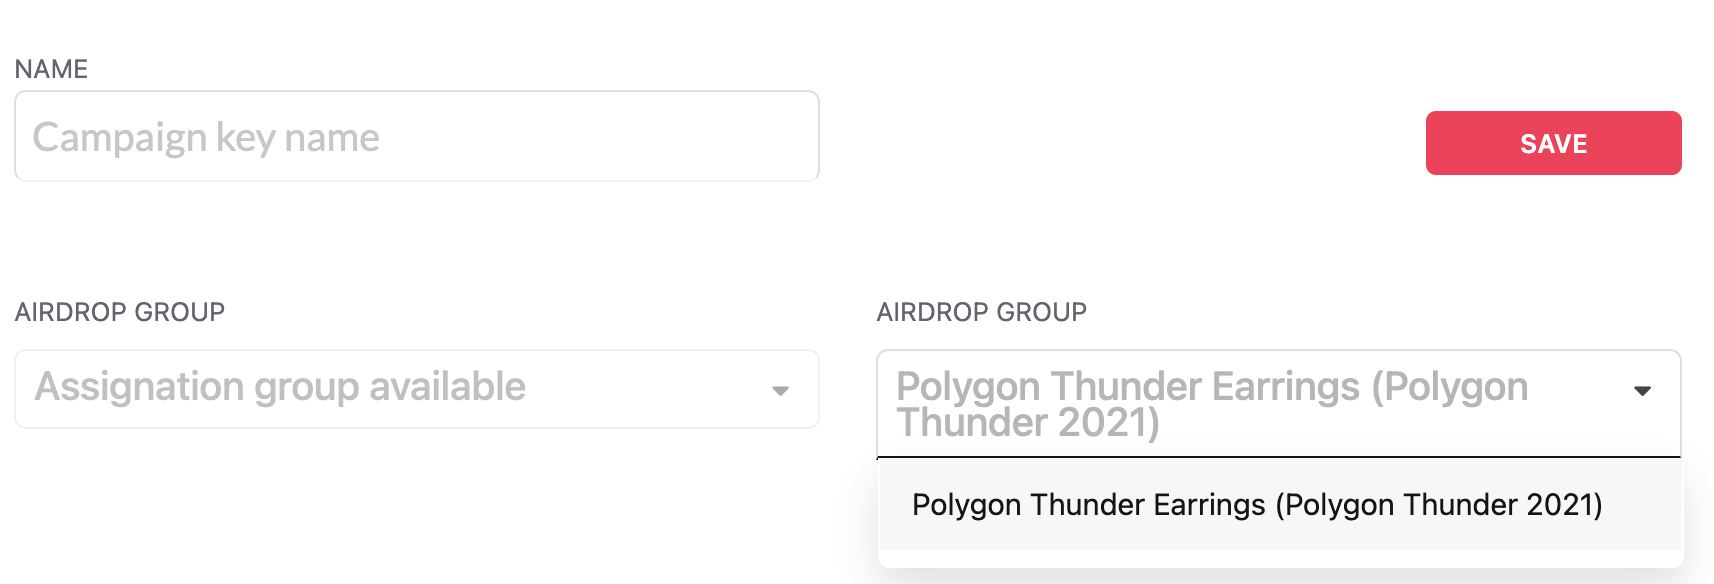 NAME
Campaign key name
SAVE
AIRDROP GROUP
Assignation group available
AIRDROP GROUP
Polygon Thunder Earrings (Polygon
Thunder 2021)
Polygon Thunder Earrings (Polygon Thunder 2021)